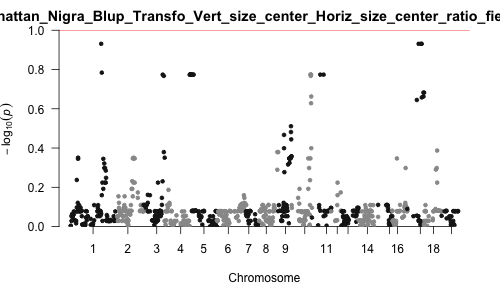 hattan_Nigra_Blup_Transfo_Vert_size_center_Horiz_size_center_ratio_fie
1.0
0.8
0.6
0.4
0.2
0.0
− log₁₀(p)
1 2 3 4 5 6 7 8 9 11 14 16 18
Chromosome